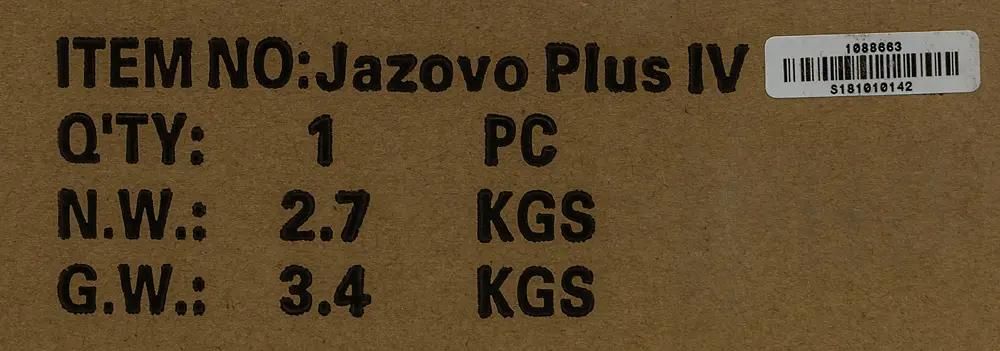 ITEM NO:Jazovo Plus IV
1088663
S181010142
Q'TY: 1 PC
N.W.: 2.7 KGS
G.W.: 3.4 KGS